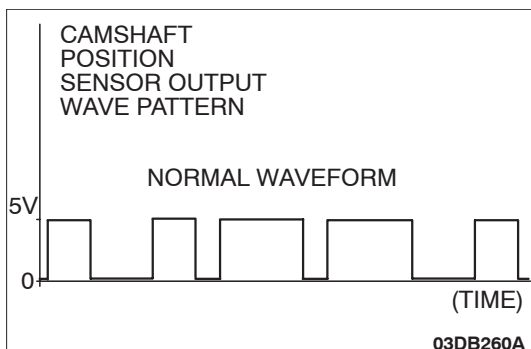 CAMSHAFT
POSITION
SENSOR OUTPUT
WAVE PATTERN
NORMAL WAVEFORM
5V
0
(TIME)
03DB260A